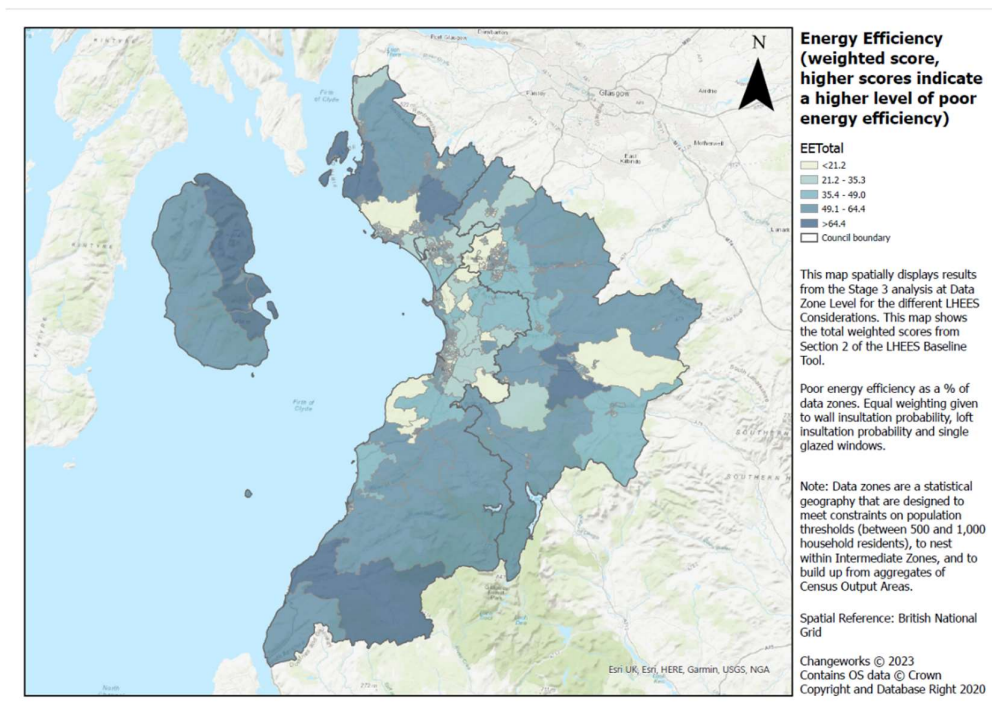 N
Glasgow
East
Kilbride
KINTYRE
Firth of
Clyde
Esri UK, Esri, HERE, Garmin, USGS, NGA
Energy Efficiency
(weighted score,
higher scores indicate
a higher level of poor
energy efficiency)
EETotal
<21.2
21.2 - 35.3
35.4 - 49.0
49.1 - 64.4
>64.4
Council boundary
This map spatially displays results
from the Stage 3 analysis at Data
Zone Level for the different LHEES
Considerations. This map shows
the total weighted scores from
Section 2 of the LHEES Baseline
Tool.
Poor energy efficiency as a % of
data zones. Equal weighting given
to wall insultation probability, loft
insultation probability and single
glazed windows.
Note: Data zones are a statistical
geography that are designed to
meet constraints on population
thresholds (between 500 and 1,000
household residents), to nest
within Intermediate Zones, and to
build up from aggregates of
Census Output Areas.
Spatial Reference: British National
Grid
Changeworks © 2023
Contains OS data © Crown
Copyright and Database Right 2020